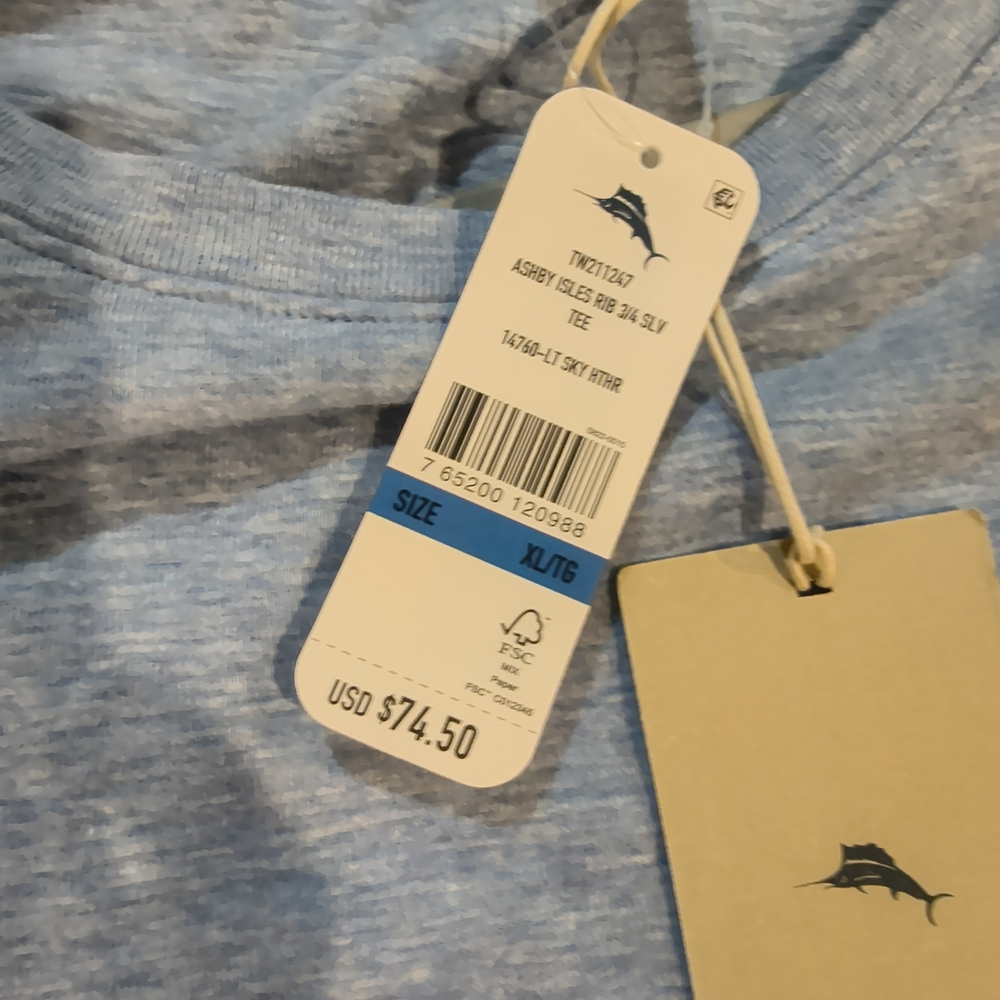 TW211247
ASHBY ISLES RIB 3/4 SLV
TEE
14760-LT SKY HTHR
7 65200 120988
SIZE
XL/TG
FSC
MIX
Paper
USD $74.50